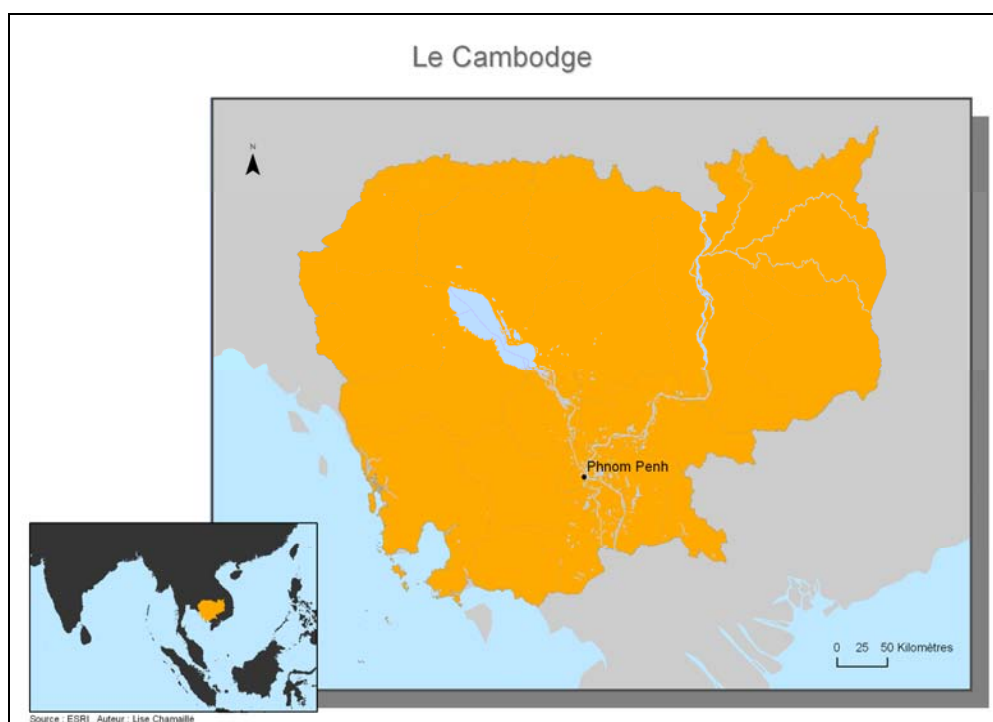 Le Cambodge
N
Phnom Penh
0 25 50 Kilomètres
Source : ESRI Auteur : Lise Chamaillé